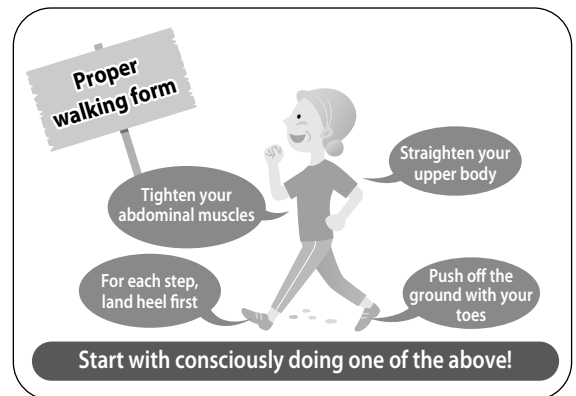 Proper
walking form
Straighten your
upper body
Tighten your
abdominal muscles
For each step,
land heel first
Push off the
ground with your
toes
Start with consciously doing one of the above!